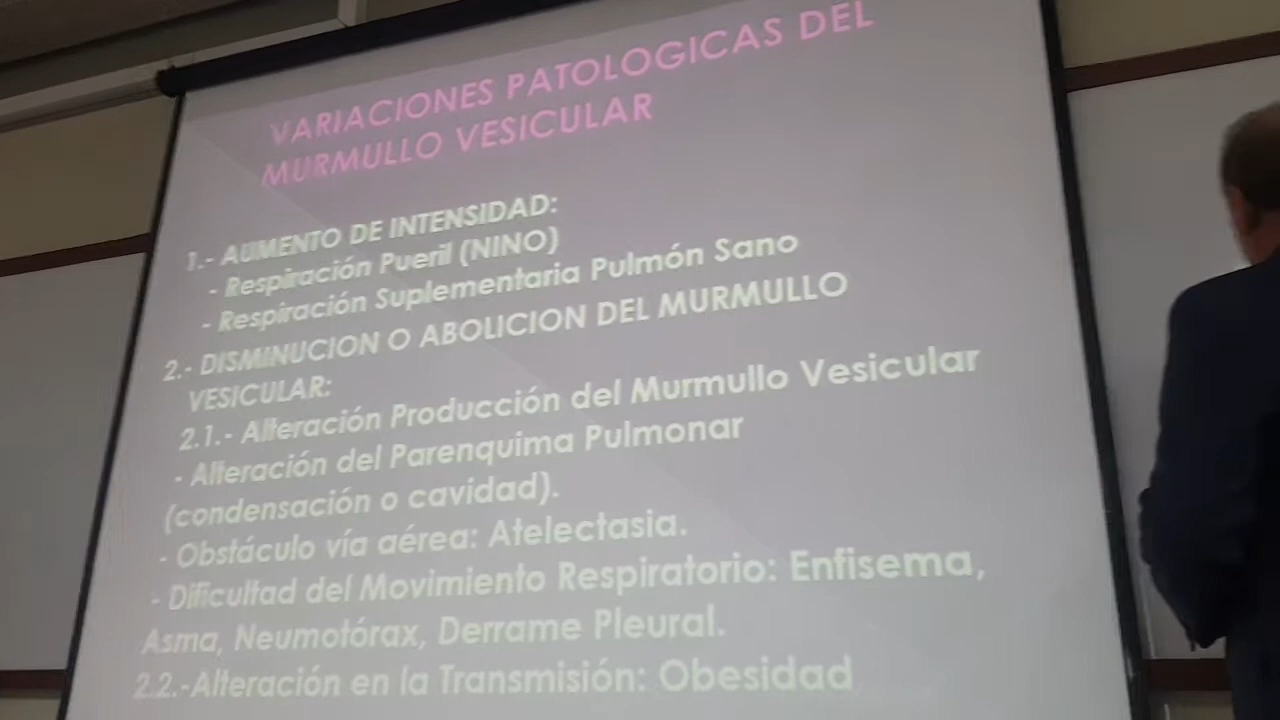 VARIACIONES PATOLOGICAS DEL
MURMULLO VESICULAR
1.- AUMENTO DE INTENSIDAD:
- Respiración Pueril (NINO)
- Respiración Suplementaria Pulmón Sano
2.- DISMINUCION O ABOLICION DEL MURMULLO
VESICULAR:
2.1.- Alteración Producción del Murmullo Vesicular
- Alteración del Parenquima Pulmonar
(condensación o cavidad).
- Obstáculo vía aérea: Atelectasia.
- Dificultad del Movimiento Respiratorio: Enfisema,
Asma, Neumotórax, Derrame Pleural.
2.2.-Alteración en la Transmisión: Obesidad